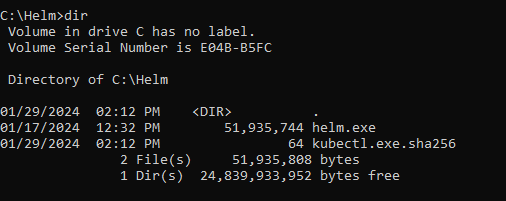 C:\Helm>dir
 Volume in drive C has no label.
 Volume Serial Number is E04B-B5FC

 Directory of C:\Helm

01/29/2024  02:12 PM    <DIR>          .
01/17/2024  12:32 PM        51,935,744 helm.exe
01/29/2024  02:12 PM                64 kubectl.exe.sha256
               2 File(s)     51,935,808 bytes
               1 Dir(s)  24,839,933,952 bytes free